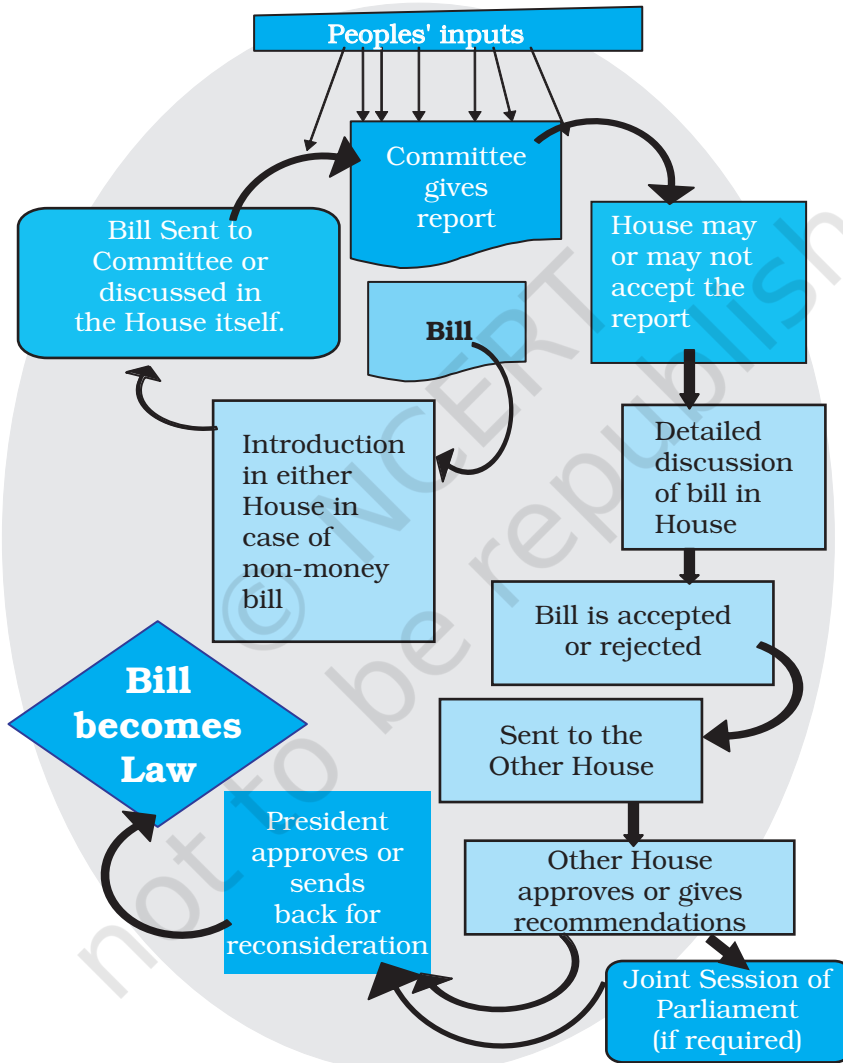 Peoples' inputs
Committee
gives
report
Bill Sent to
Committee or
discussed in
the House itself.
House may
or may not
accept the
report
Bill
Introduction
in either
House in
case of
non-money
bill
Detailed
discussion
of bill in
House
Bill is accepted
or rejected
Sent to the
Other House
Other House
approves or gives
recommendations
Joint Session of
Parliament
(if required)
President
approves or
sends
back for
reconsideration
Bill
becomes
Law
© NCERT
not to be republish